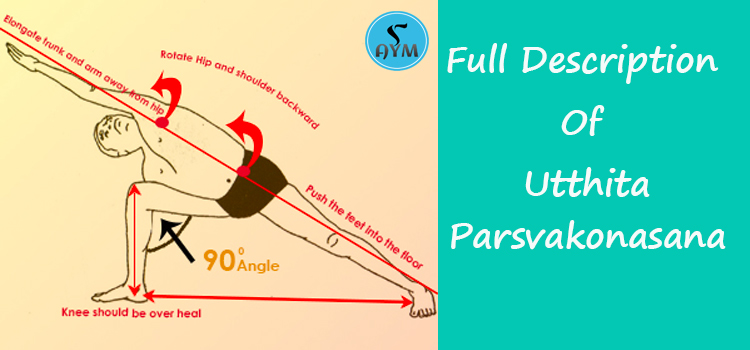 AYM
Elongate trunk and arm away from hip
Rotate Hip and shoulder backward
Push the feet into the floor
90° Angle
Knee should be over heal
Full Description
Of
Utthita
Parsvakonasana